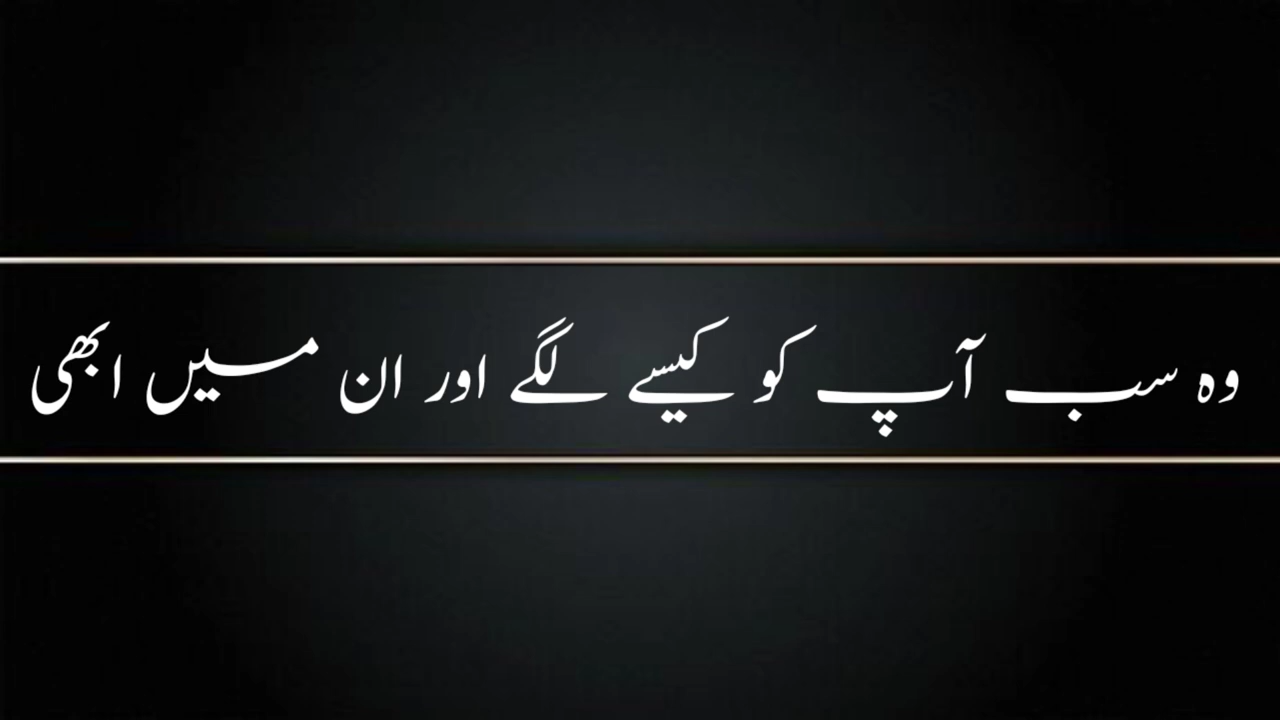 وہ سب آپ کو کیسے لگے اور ان میں ابھی